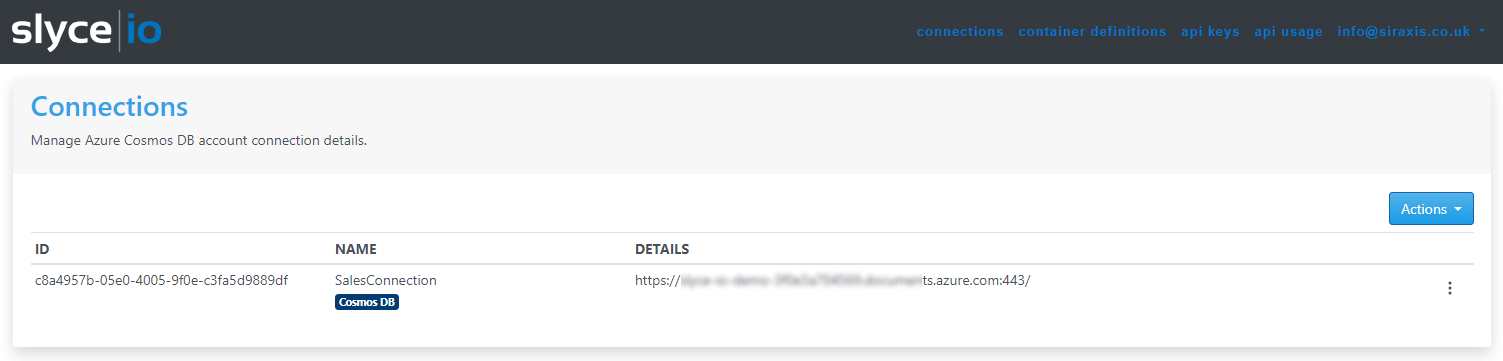 slyce|io
connections container definitions api keys api usage info@siraxis.co.uk
Connections
Manage Azure Cosmos DB account connection details.
Actions
ID NAME DETAILS
c8a4957b-05e0-4005-9f0e-c3fa5d9889df SalesConnection https:// ts.azure.com:443/
Cosmos DB